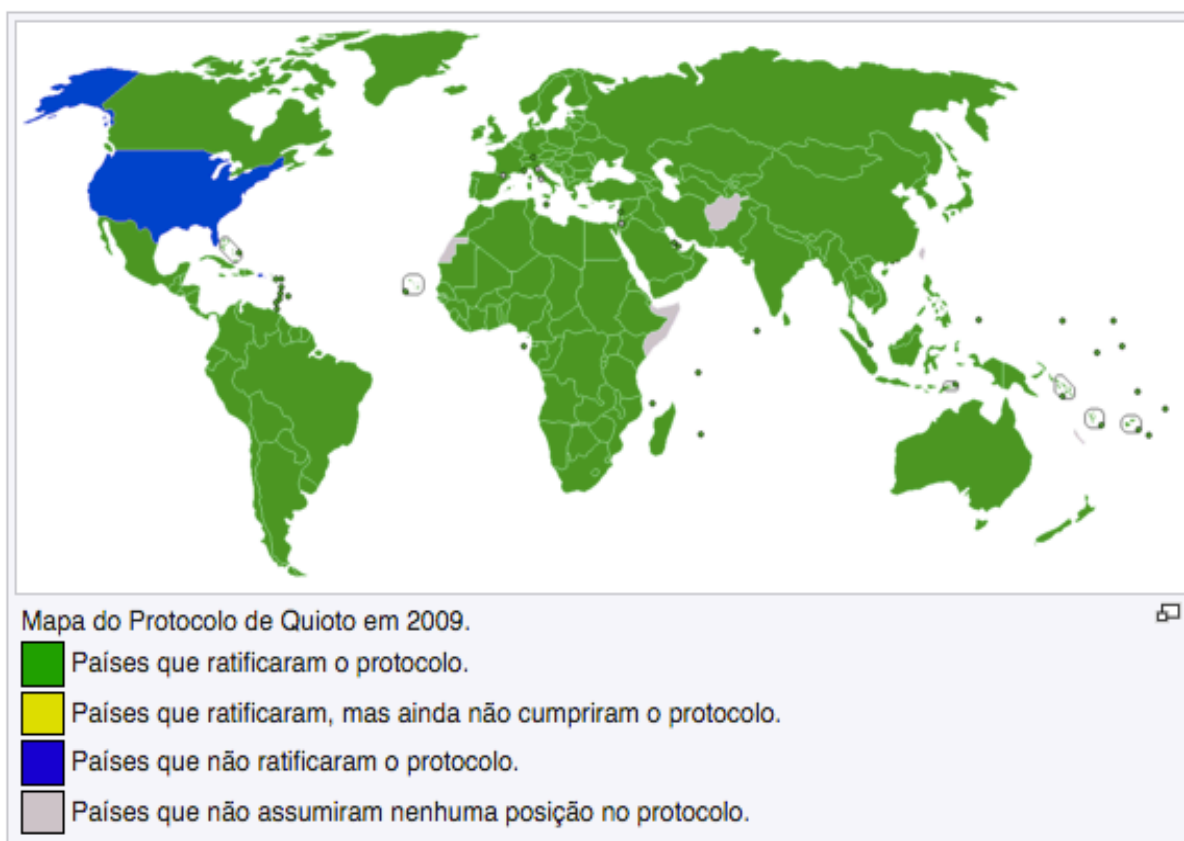 Mapa do Protocolo de Quioto em 2009.
Países que ratificaram o protocolo.
Países que ratificaram, mas ainda não cumpriram o protocolo.
Países que não ratificaram o protocolo.
Países que não assumiram nenhuma posição no protocolo.